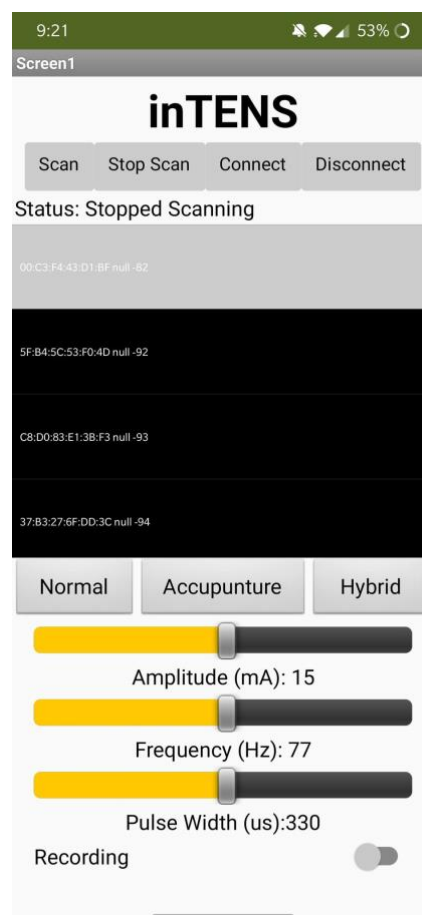 9:21 53%
Screen1
inTENS
Scan Stop Scan Connect Disconnect
Status: Stopped Scanning
00:C3:F4:43:D1:BF null -82
5F:B4:5C:53:F0:4D null -92
C8:D0:83:E1:3B:F3 null -93
37:B3:27:6F:DD:3C null -94
Normal Accupunture Hybrid
Amplitude (mA): 15
Frequency (Hz): 77
Pulse Width (us):330
Recording